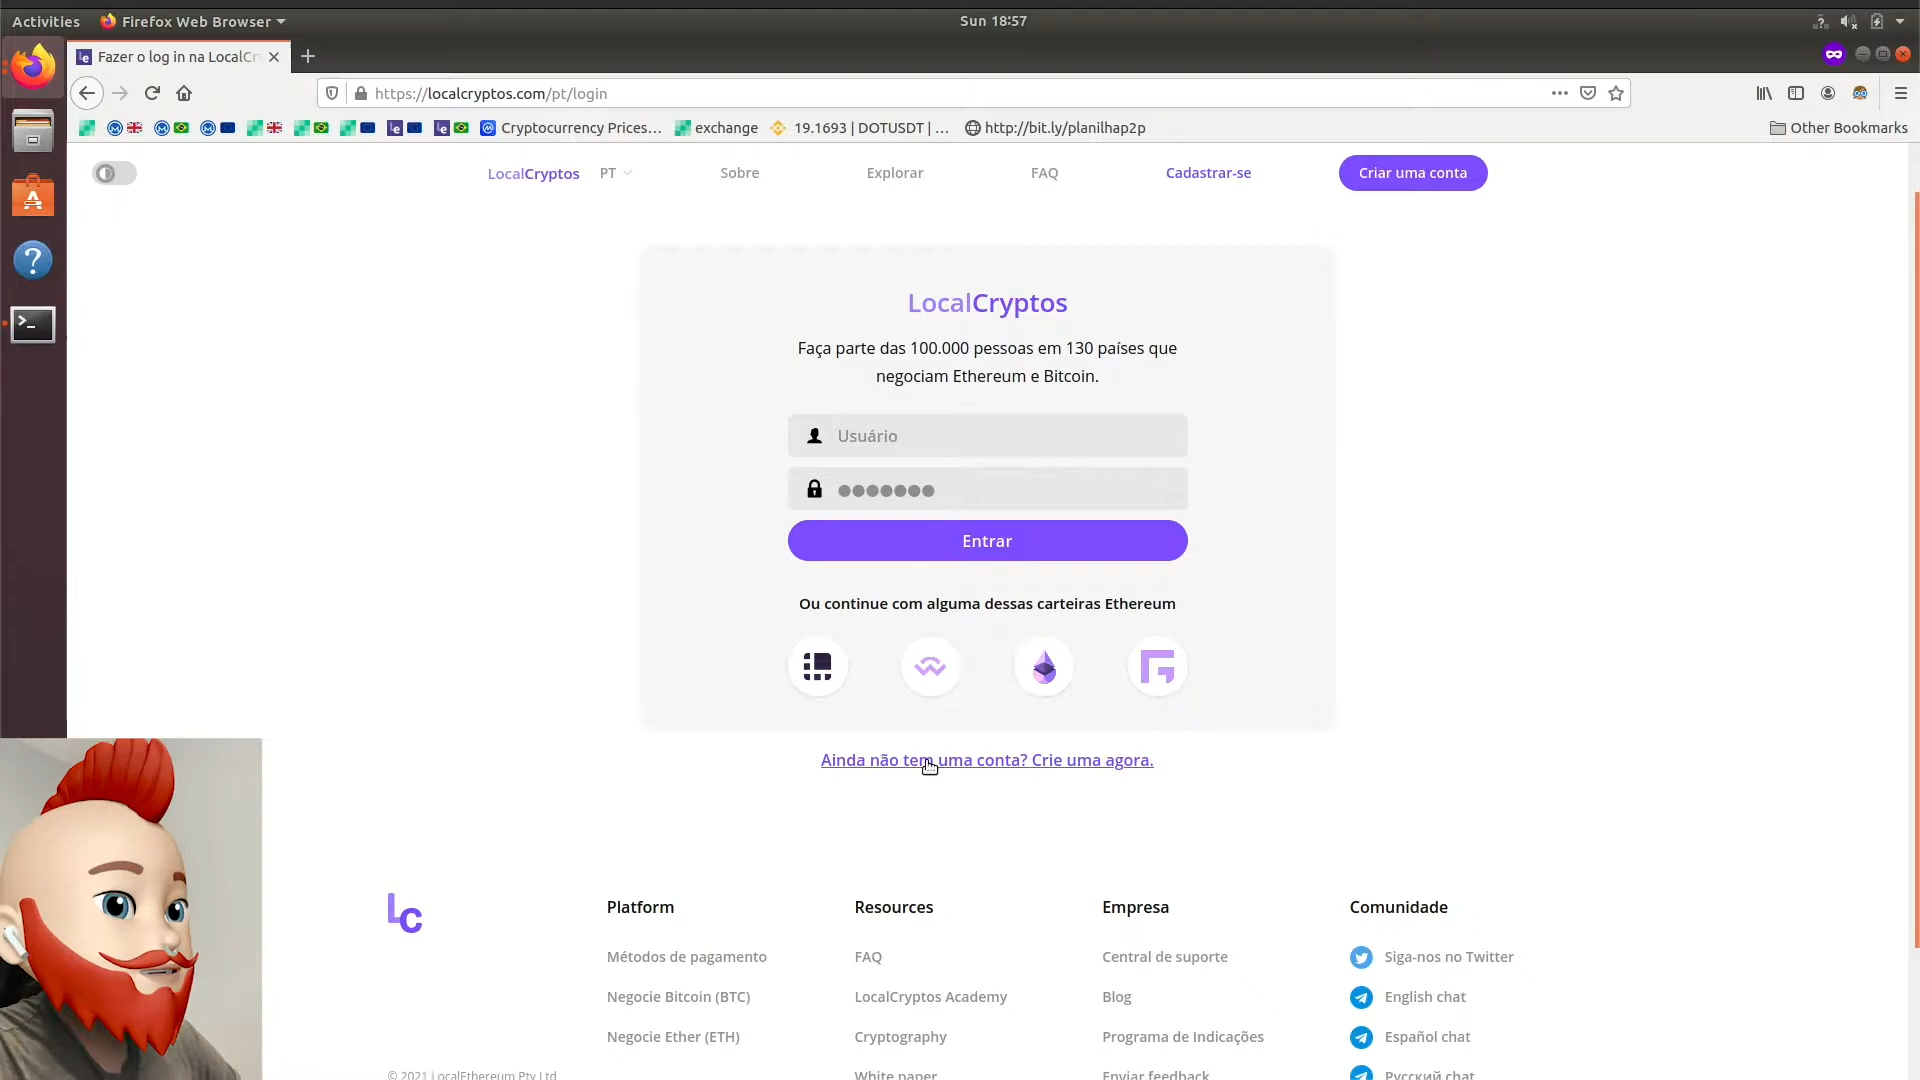 Activities
Firefox Web Browser
Sun 18:57
Fazer o log in na LocalCr
https://localcryptos.com/pt/login
Cryptocurrency Prices...
exchange
19.1693 | DOTUSDT | ...
http://bit.ly/planilhap2p
Other Bookmarks
LocalCryptos
PT
Sobre
Explorar
FAQ
Cadastrar-se
Criar uma conta
LocalCryptos
Faça parte das 100.000 pessoas em 130 países que
negociam Ethereum e Bitcoin.
Usuário
Entrar
Ou continue com alguma dessas carteiras Ethereum
Ainda não tem uma conta? Crie uma agora.
Lc
Platform
Métodos de pagamento
Negocie Bitcoin (BTC)
Negocie Ether (ETH)
Resources
FAQ
LocalCryptos Academy
Cryptography
White paper
Empresa
Central de suporte
Blog
Programa de Indicações
Enviar feedback
Comunidade
Siga-nos no Twitter
English chat
Español chat
Русский chat
© 2021 LocalEthereum Pty Ltd